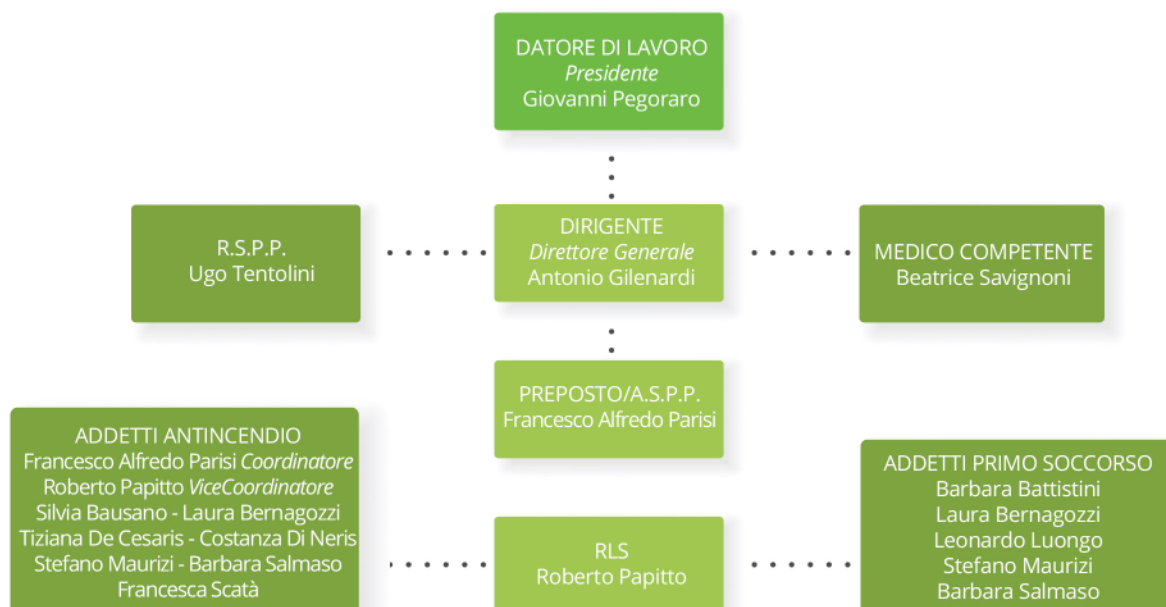 DATORE DI LAVORO
Presidente
Giovanni Pegoraro
R.S.P.P.
Ugo Tentolini
DIRIGENTE
Direttore Generale
Antonio Gilenardi
MEDICO COMPETENTE
Beatrice Savignoni
PREPOSTO/A.S.P.P.
Francesco Alfredo Parisi
ADDETTI ANTINCENDIO
Francesco Alfredo Parisi Coordinatore
Roberto Papitto ViceCoordinatore
Silvia Bausano - Laura Bernagozzi
Tiziana De Cesaris - Costanza Di Neris
Stefano Maurizi - Barbara Salmaso
Francesca Scatà
RLS
Roberto Papitto
ADDETTI PRIMO SOCCORSO
Barbara Battistini
Laura Bernagozzi
Leonardo Luongo
Stefano Maurizi
Barbara Salmaso